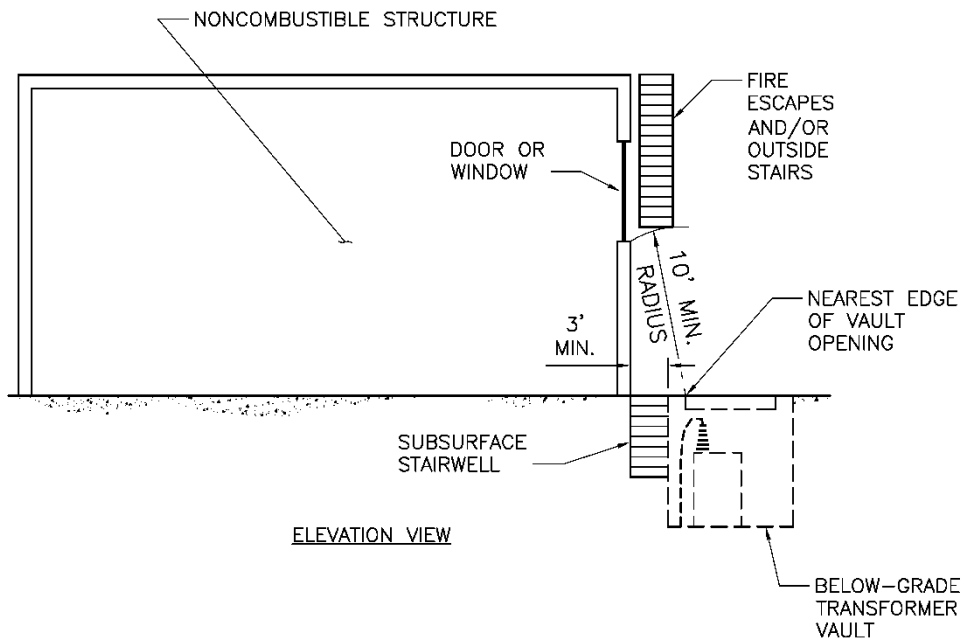 NONCOMBUSTIBLE STRUCTURE
FIRE
ESCAPES
AND/OR
OUTSIDE
STAIRS
DOOR OR
WINDOW
10' MIN.
RADIUS
3'
MIN.
NEAREST EDGE
OF VAULT
OPENING
SUBSURFACE
STAIRWELL
ELEVATION VIEW
BELOW-GRADE
TRANSFORMER
VAULT